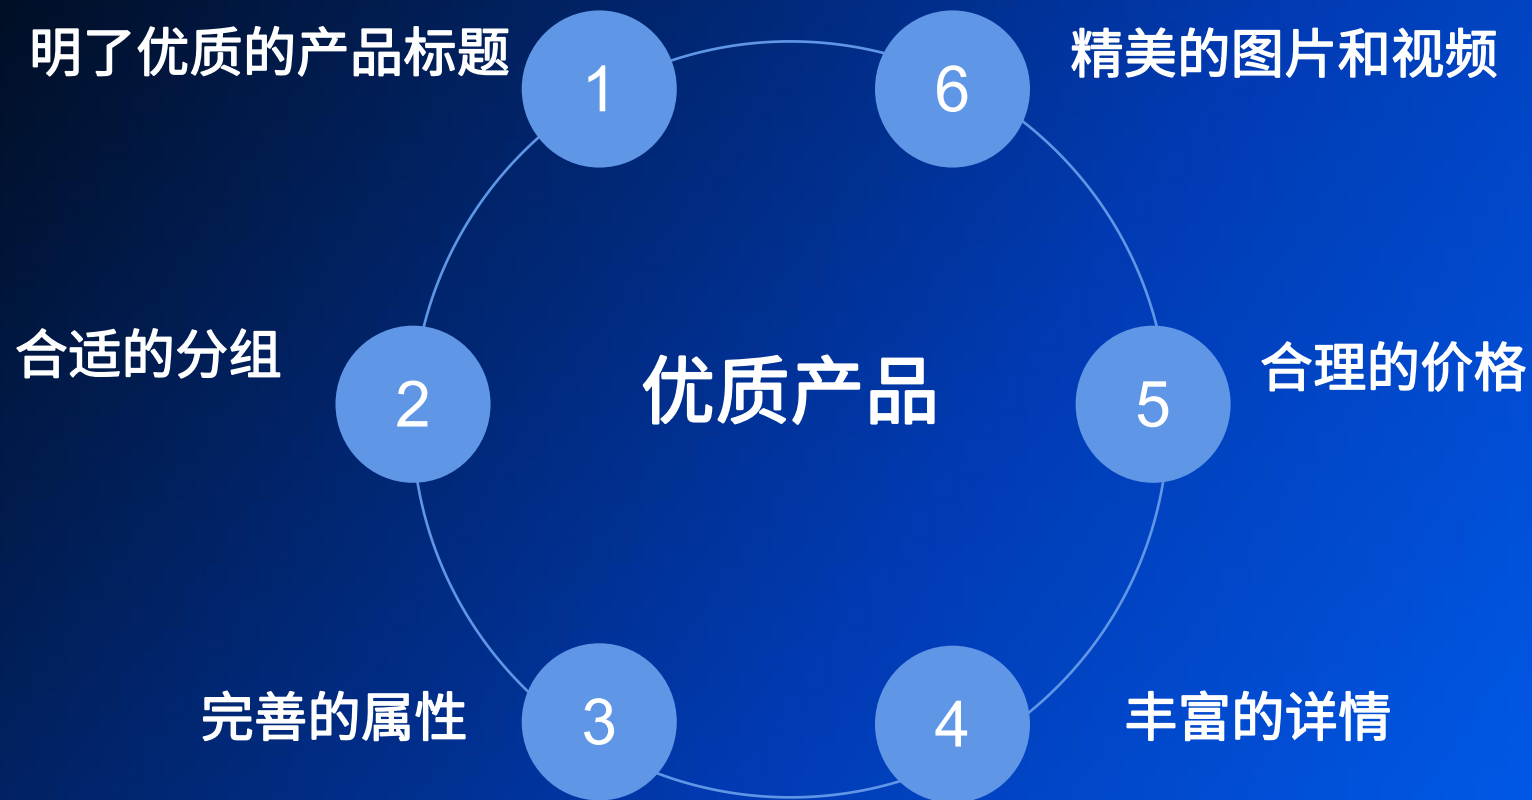 明了优质的产品标题
1
6
精美的图片和视频
合适的分组
2
优质产品
5
合理的价格
完善的属性
3
4
丰富的详情